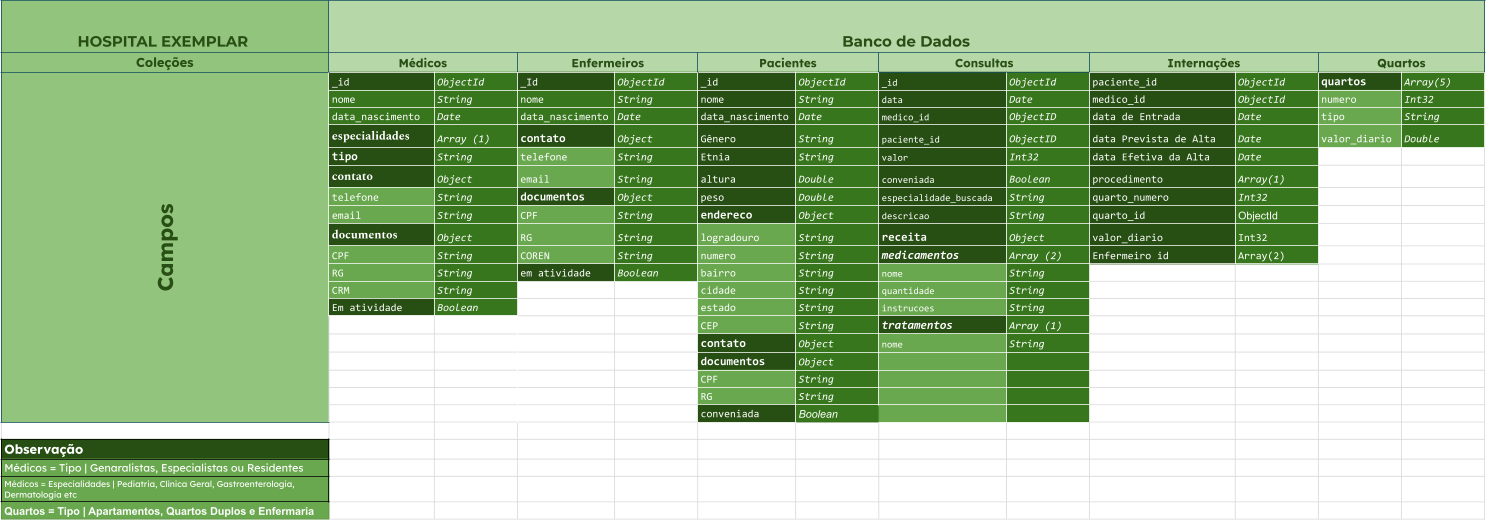 HOSPITAL EXEMPLAR Banco de Dados
Coleções Médicos Enfermeiros Pacientes Consultas Internações Quartos
_id ObjectId _Id ObjectId _id ObjectId _id ObjectId paciente_id ObjectId quartos Array(5)
nome String nome String nome String data Date medico_id ObjectId numero Int32
data_nascimento Date data_nascimento Date data_nascimento Date medico_id ObjectID data de Entrada Date tipo String
especialidades Array (1) contato Object Gênero String paciente_id ObjectID data Prevista de Alta Date valor_diario Double
tipo String telefone String Etnia String valor Int32 data Efetiva da Alta Date
contato Object email String altura Double conveniada Boolean procedimento Array(1)
telefone String documentos Object peso Double especialidade_buscada String quarto_numero Int32
email String CPF String endereco Object descricao String quarto_id ObjectId
documentos Object RG String logradouro String receita Object valor_diario Int32
CPF String COREN String numero String medicamentos Array (2) Enfermeiro id Array(2)
RG String em atividade Boolean bairro String nome String
CRM String cidade String quantidade String
Em atividade Boolean estado String instrucoes String
CEP String tratamentos Array (1)
contato Object nome String
documentos Object
CPF String
RG String
conveniada Boolean
Campos
Observação
Médicos = Tipo | Genaralistas, Especialistas ou Residentes
Médicos = Especialidades | Pediatria, Clínica Geral, Gastroenterologia,
Dermatologia etc
Quartos = Tipo | Apartamentos, Quartos Duplos e Enfermaria